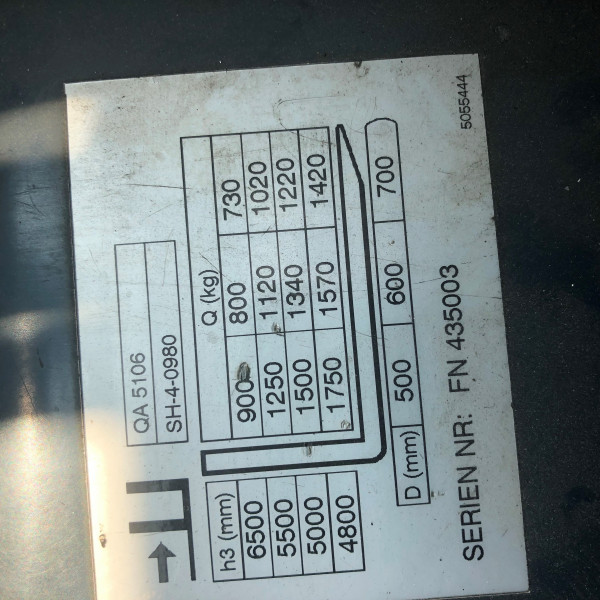 QA 5106
SH-4-0980
h3 (mm) Q (kg)
6500 900 800 730
5500 1250 1120 1020
5000 1500 1340 1220
4800 1750 1570 1420
D (mm) 500 600 700
SERIEN NR: FN 435003
5055444